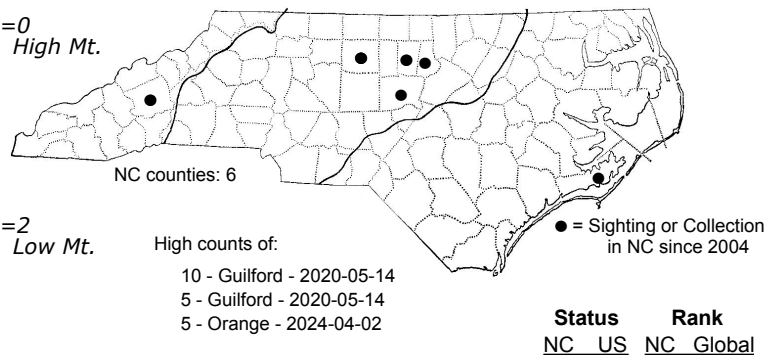 =0
High Mt.
NC counties: 6
=2
Low Mt.
High counts of:
10 - Guilford - 2020-05-14
5 - Guilford - 2020-05-14
5 - Orange - 2024-04-02
● = Sighting or Collection
in NC since 2004
Status Rank
NC US NC Global